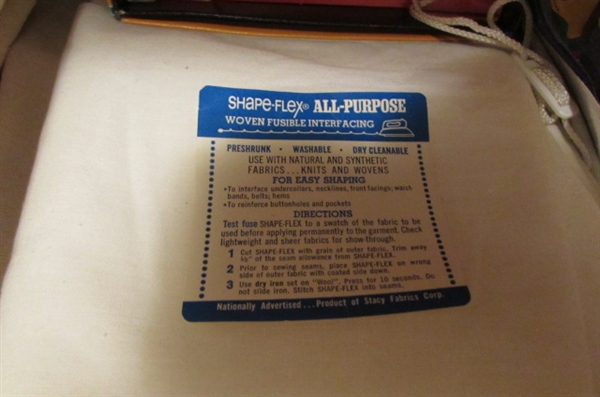 SHAPE-FLEX® ALL-PURPOSE
WOVEN FUSIBLE INTERFACING
PRESHRUNK • WASHABLE • DRY CLEANABLE
USE WITH NATURAL AND SYNTHETIC
FABRICS...KNITS AND WOVENS
FOR EASY SHAPING
•To interface undercollars, necklines, front facings; waist
bands, belts; hems
•To reinforce buttonholes and pockets
DIRECTIONS
Test fuse SHAPE-FLEX to a swatch of the fabric to be
used before applying permanently to the garment. Check
lightweight and sheer fabrics for show-through.
1 Cut SHAPE-FLEX with grain of outer fabric. Trim away
of the seam allowance from SHAPE-FLEX.
2 Prior to sewing seams, place SHAPE-FLEX on wrong
side of outer fabric with coated side down.
3 Use dry iron set on "Wool". Press for 10 seconds. Do
not slide iron. Stitch SHAPE-FLEX into seams.
Nationally Advertised...Product of Stacy Fabrics Corp.